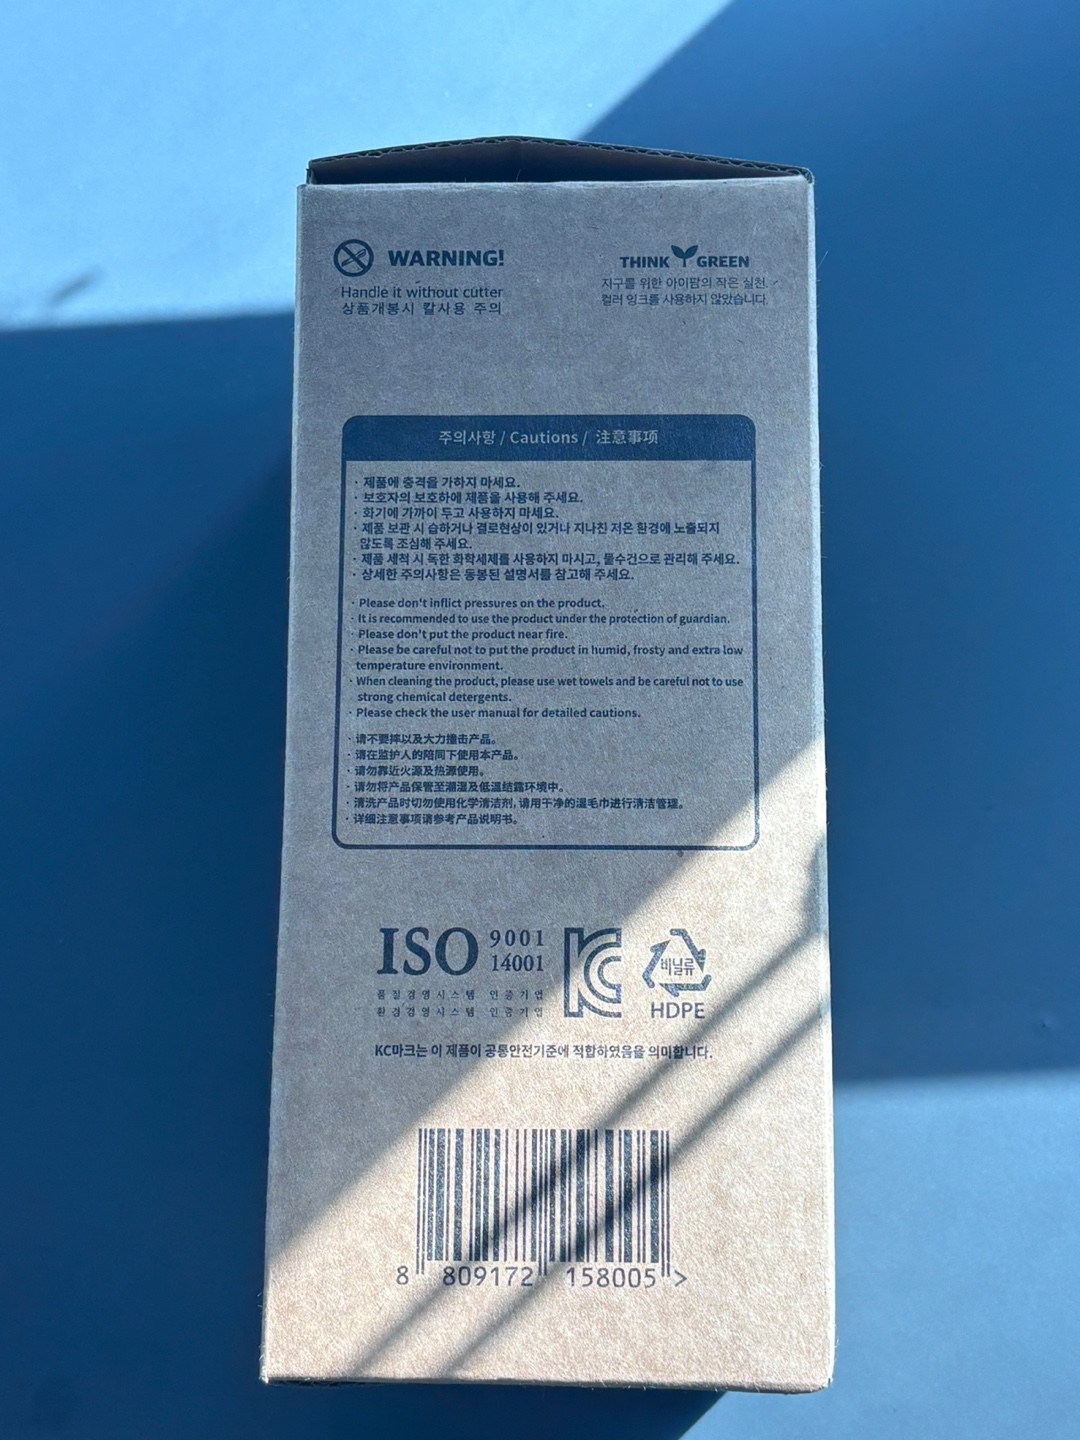 WARNING!
Handle it without cutter
상품개봉시 칼사용 주의
THINK GREEN
지구를 위한 아이팜의 작은 실천.
컬러 잉크를 사용하지 않았습니다.
주의사항 / Cautions / 注意事项
· 제품에 충격을 가하지 마세요.
· 보호자의 보호하에 제품을 사용해 주세요.
· 화기에 가까이 두고 사용하지 마세요.
· 제품 보관 시 습하거나 결로현상이 있거나 지나친 저온 환경에 노출되지
않도록 조심해 주세요.
· 제품 세척 시 독한 화학세제를 사용하지 마시고, 물수건으로 관리해 주세요.
· 상세한 주의사항은 동봉된 설명서를 참고해 주세요.
· Please don't inflict pressures on the product.
· It is recommended to use the product under the protection of guardian.
· Please don't put the product near fire.
· Please be careful not to put the product in humid, frosty and extra low
temperature environment.
· When cleaning the product, please use wet towels and be careful not to use
strong chemical detergents.
· Please check the user manual for detailed cautions.
· 请不要摔以及大力撞击产品。
· 请在监护人的陪同下使用本产品。
· 请勿靠近火源及热源使用。
· 请勿将产品保管至潮湿及低温结露环境中。
· 清洗产品时切勿使用化学清洁剂, 请用干净的湿毛巾进行清洁管理。
· 详细注意事项请参考产品说明书。
ISO 9001
14001
품질경영시스템 인증기업
환경경영시스템 인증기업
KC
비닐류
HDPE
KC마크는 이 제품이 공통안전기준에 적합하였음을 의미합니다.
8 809172 158005 >